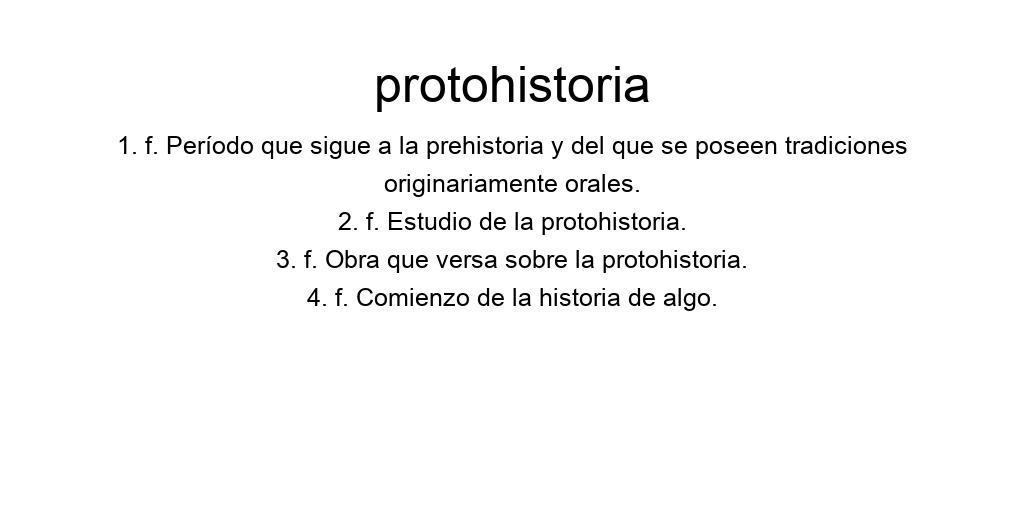 protohistoria
1. f. Período que sigue a la prehistoria y del que se poseen tradiciones
originariamente orales.
2. f. Estudio de la protohistoria.
3. f. Obra que versa sobre la protohistoria.
4. f. Comienzo de la historia de algo.